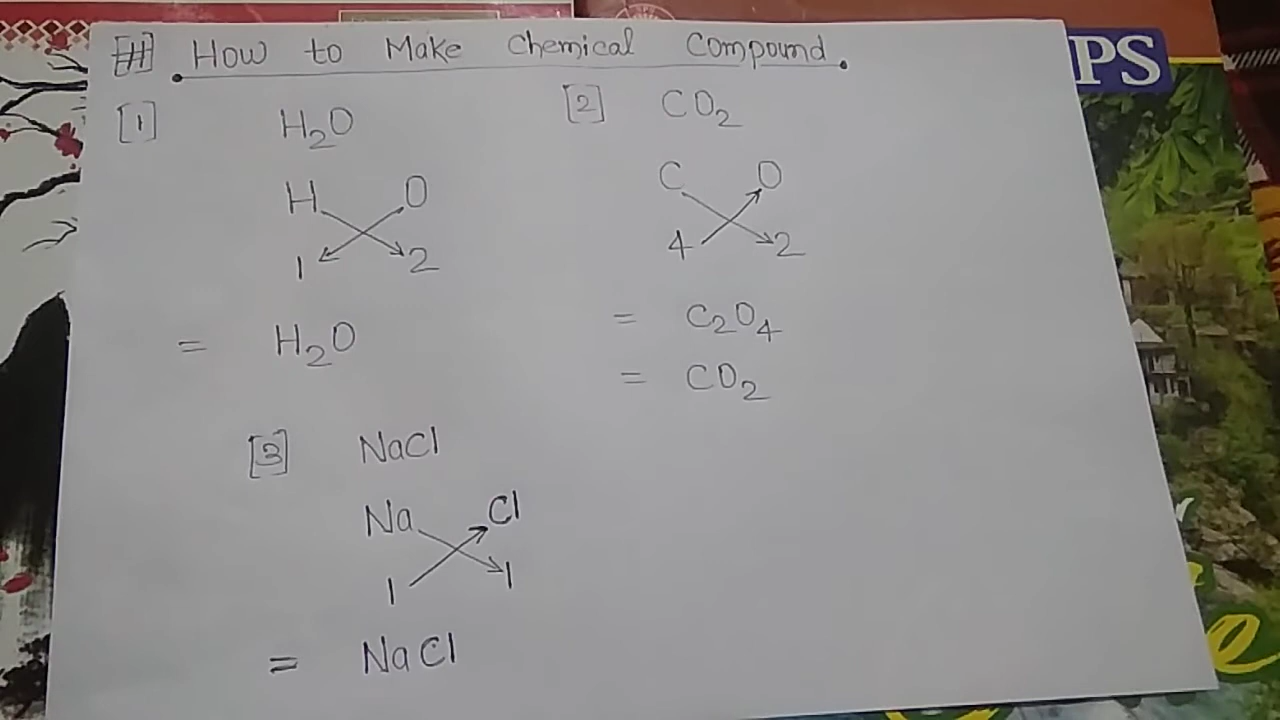 [#] How to Make Chemical Compound.
[1] H₂O
H O
1 2
= H₂O
[2] CO₂
C O
4 2
= C₂O₄
= CO₂
[3] NaCl
Na Cl
1 1
= NaCl
PS